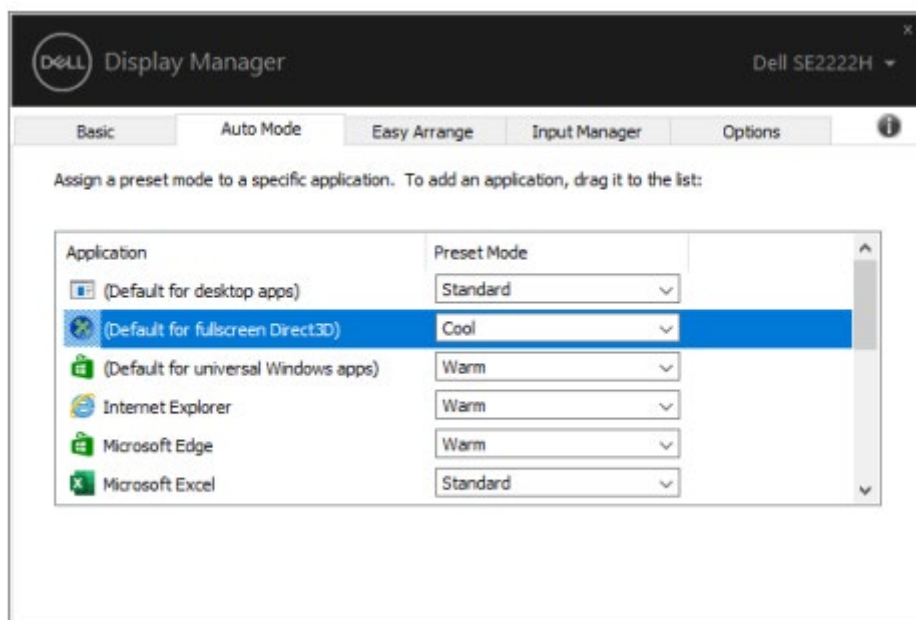 x
DELL Display Manager Dell SE2222H
Basic Auto Mode Easy Arrange Input Manager Options i
Assign a preset mode to a specific application. To add an application, drag it to the list:
Application Preset Mode
(Default for desktop apps) Standard
(Default for fullscreen Direct3D) Cool
(Default for universal Windows apps) Warm
Internet Explorer Warm
Microsoft Edge Warm
Microsoft Excel Standard